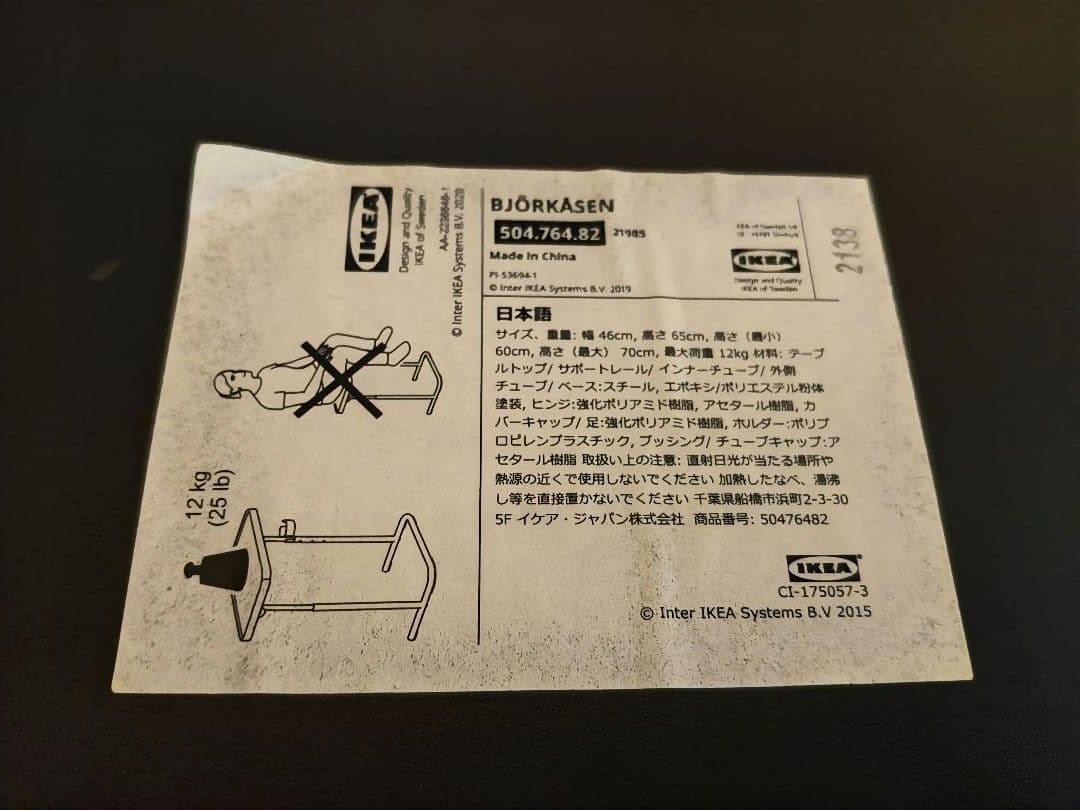 IKEA
Design and Quality
IKEA of Sweden
AA-2236648-1
© Inter IKEA Systems B.V. 2020
12 kg
(25 lb)
BJÖRKÅSEN
504.764.82 21985
Made in China
PI-53694-1
© Inter IKEA Systems B.V. 2019
IKEA
Design and Quality
IKEA of Sweden
2138
日本語
サイズ、重量: 幅 46cm, 高さ 65cm, 高さ（最小）
60cm, 高さ（最大） 70cm, 最大荷重 12kg 材料: テーブ
ルトップ/ サポートレール/ インナーチューブ/ 外側
チューブ/ ベース:スチール, エポキシ/ポリエステル粉体
塗装, ヒンジ:強化ポリアミド樹脂, アセタール樹脂, カ
バーキャップ/ 足:強化ポリアミド樹脂, ホルダー:ポリプ
ロピレンプラスチック, ブッシング/ チューブキャップ:ア
セタール樹脂 取扱い上の注意: 直射日光が当たる場所や
熱源の近くで使用しないでください 加熱したなべ、湯沸
し等を直接置かないでください 千葉県船橋市浜町2-3-30
5F イケア・ジャパン株式会社 商品番号: 50476482
IKEA
CI-175057-3
© Inter IKEA Systems B.V 2015